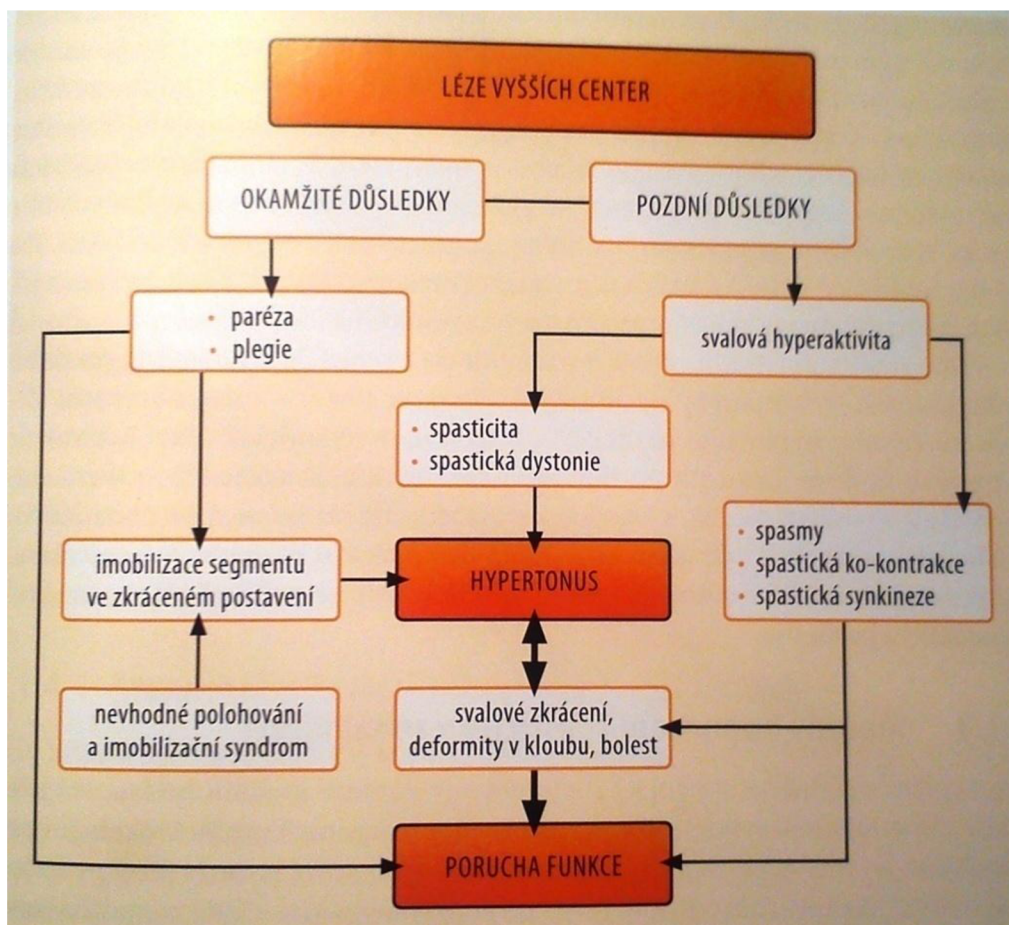 LÉZE VYŠŠÍCH CENTER
OKAMŽITÉ DŮSLEDKY
POZDNÍ DŮSLEDKY
• paréza
• plegie
svalová hyperaktivita
• spasticita
• spastická dystonie
imobilizace segmentu
ve zkráceném postavení
HYPERTONUS
• spasmy
• spastická ko-kontrakce
• spastická synkineze
nevhodné polohování
a imobilizační syndrom
svalové zkrácení,
deformity v kloubu, bolest
PORUCHA FUNKCE